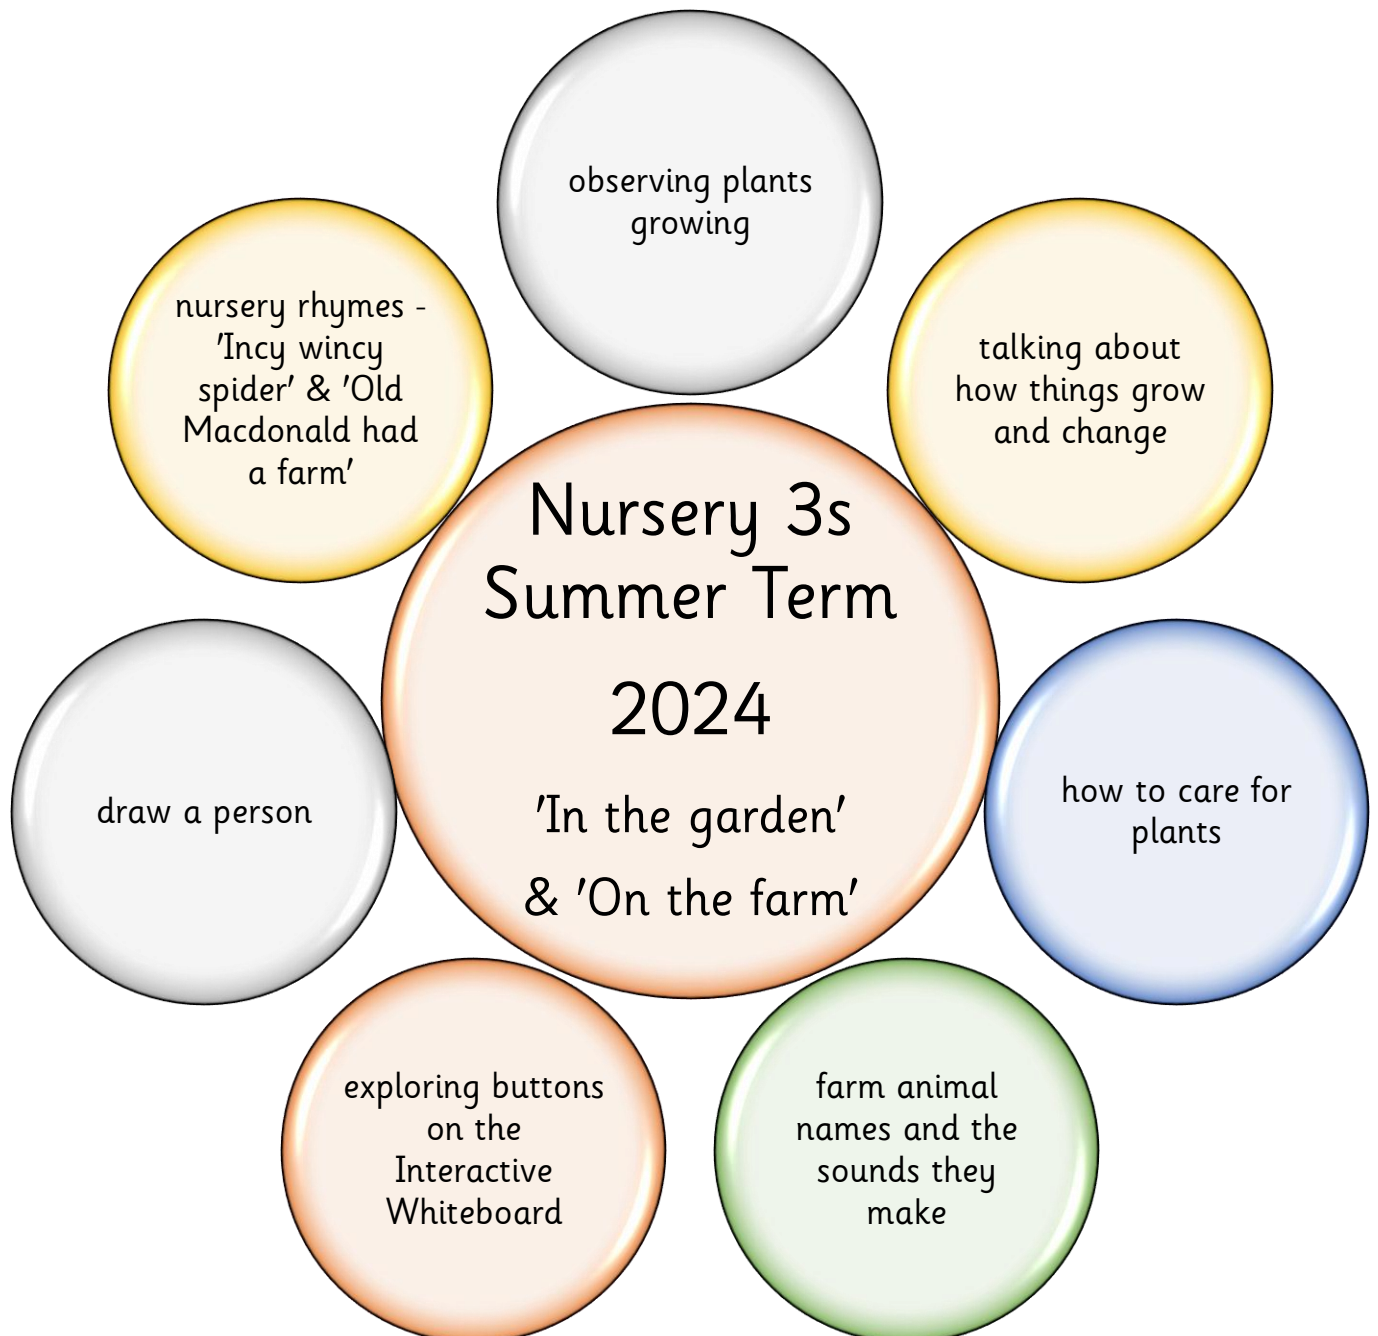 observing plants
growing
talking about
how things grow
and change
how to care for
plants
farm animal
names and the
sounds they
make
exploring buttons
on the
Interactive
Whiteboard
draw a person
nursery rhymes -
'Incy wincy
spider' & 'Old
Macdonald had
a farm'
Nursery 3s
Summer Term
2024
'In the garden'
& 'On the farm'